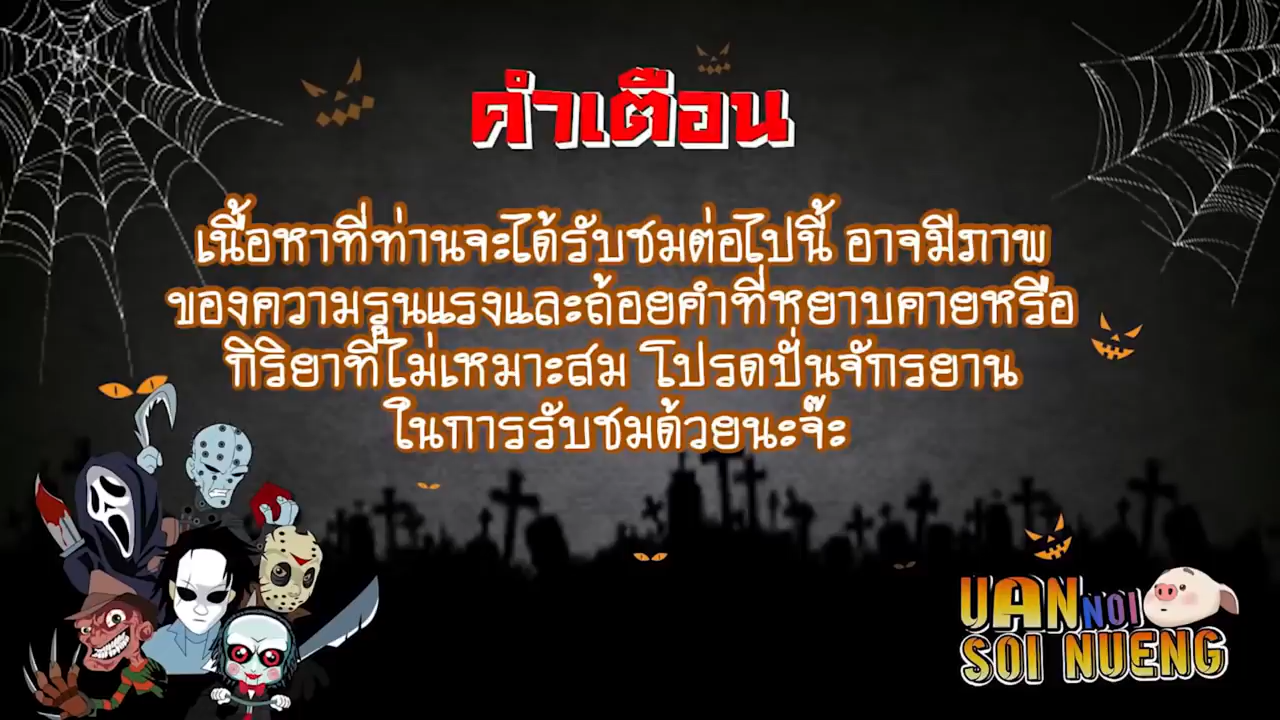 คำเตือน
เนื้อหาที่ท่านจะได้รับชมต่อไปนี้ อาจมีภาพ
ของความรุนแรงและถ้อยคำที่หยาบคายหรือ
กิริยาที่ไม่เหมาะสม โปรดปั่นจักรยาน
ในการรับชมด้วยนะจ๊ะ
UAN NOI
SOI NUENG